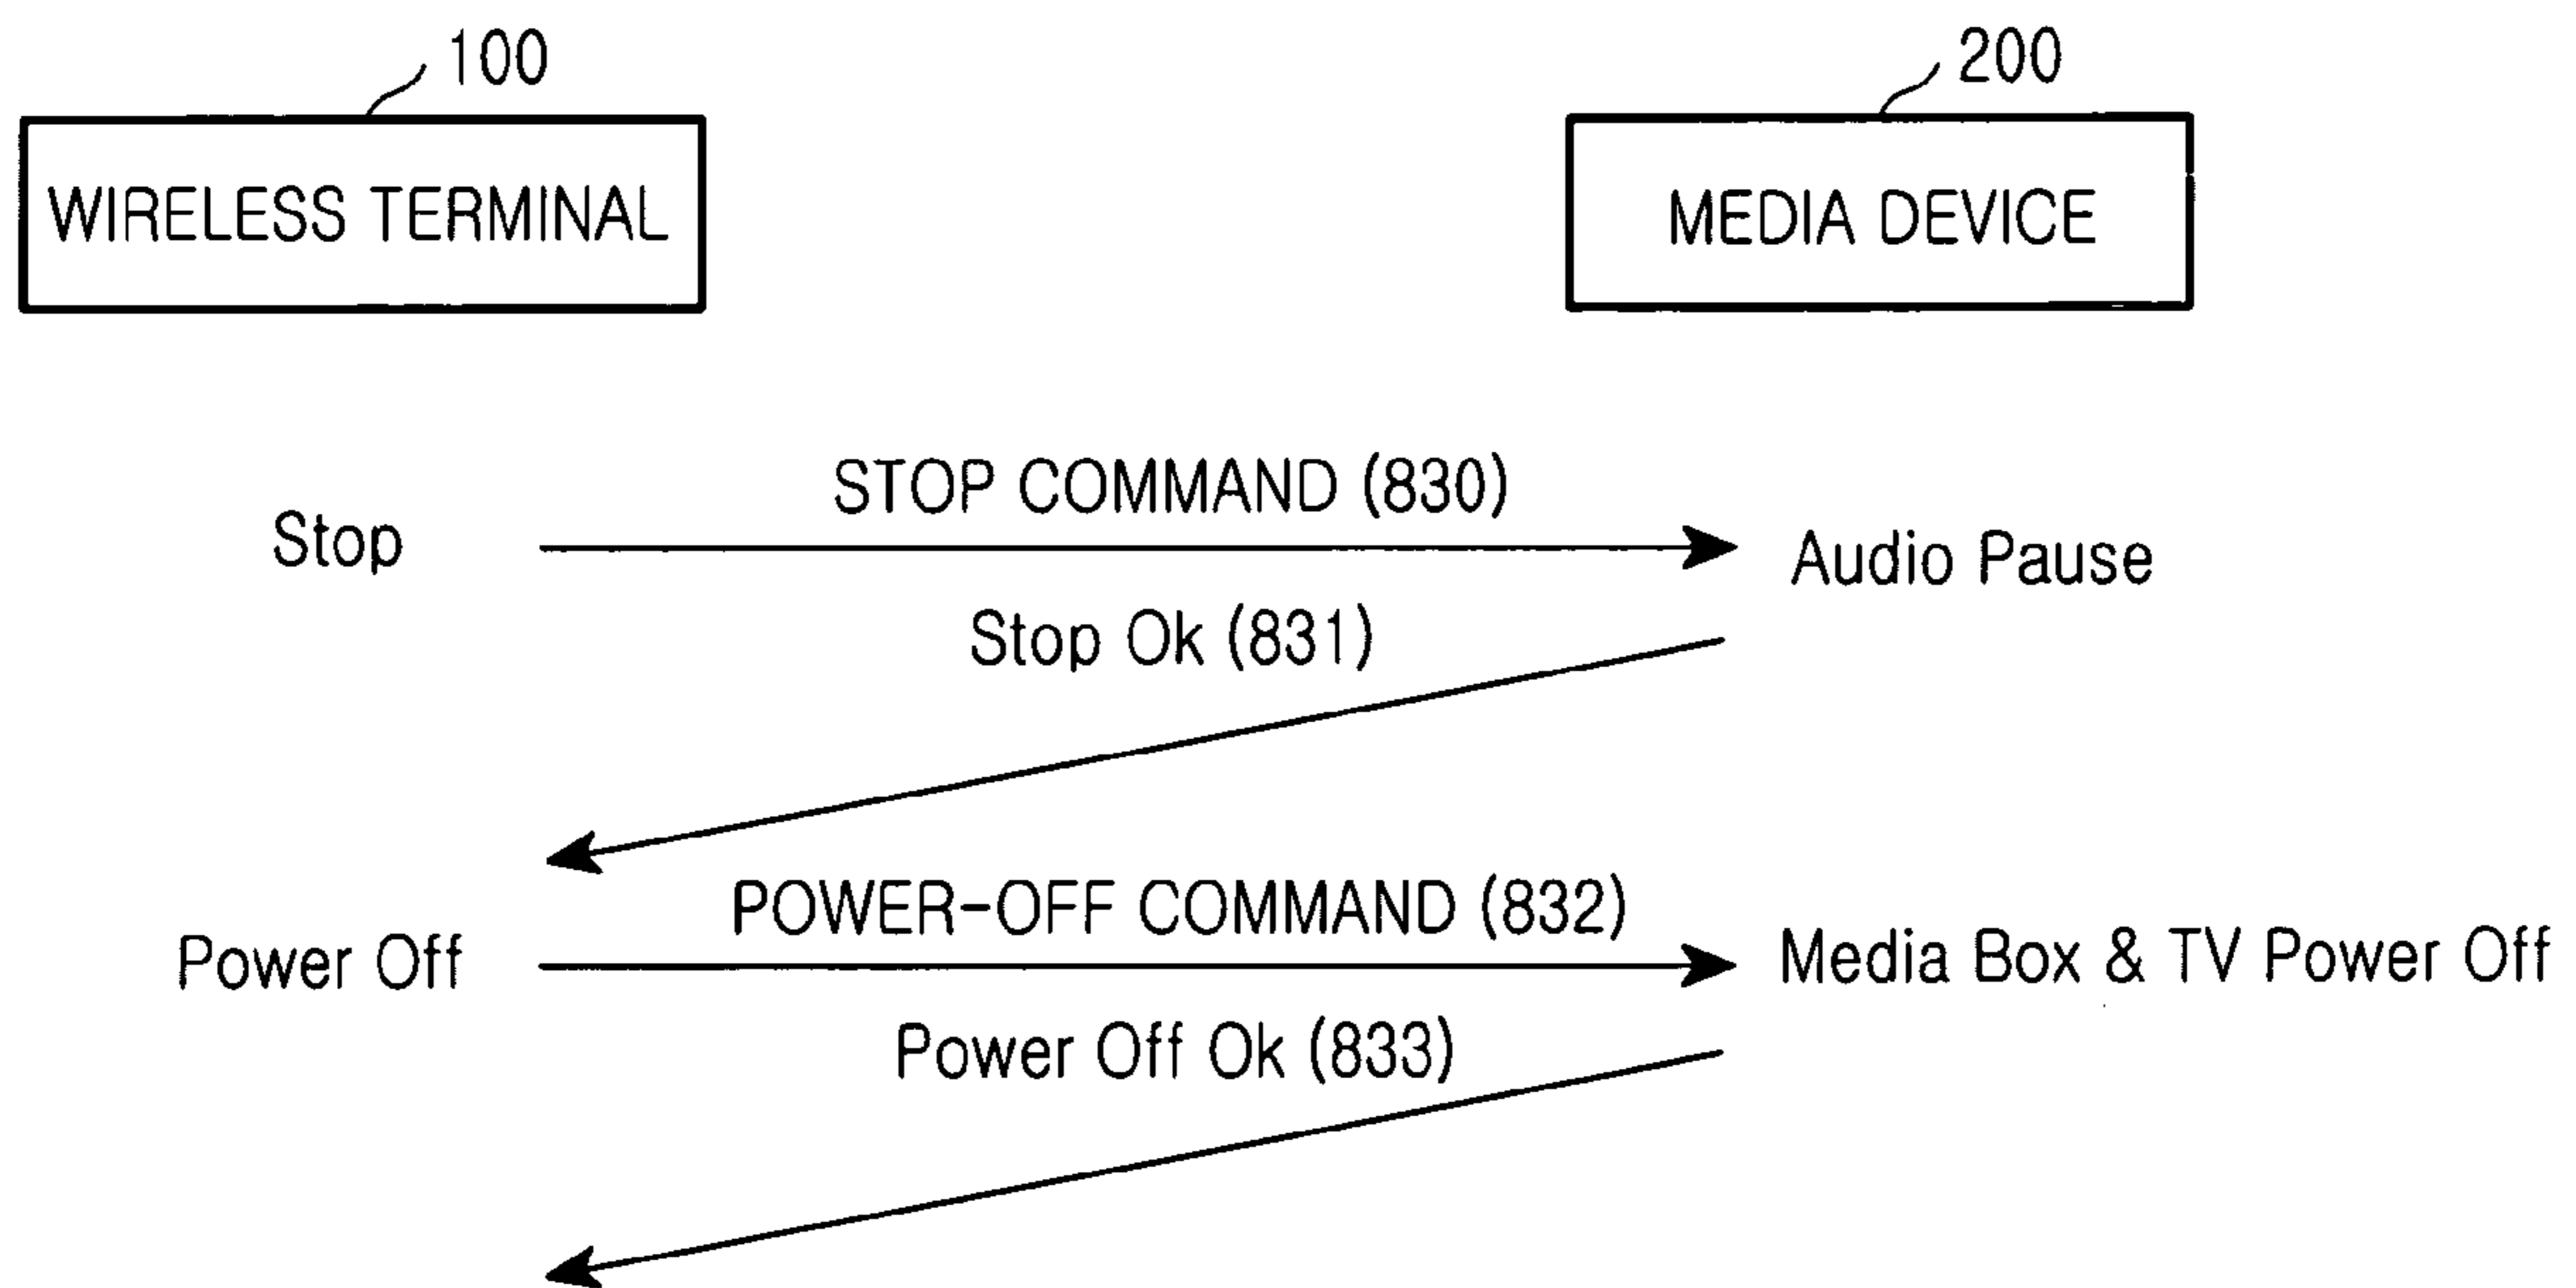 100
200
WIRELESS TERMINAL
MEDIA DEVICE
STOP COMMAND (830)
Stop
Audio Pause
Stop Ok (831)
POWER-OFF COMMAND (832)
Power Off
Media Box & TV Power Off
Power Off Ok (833)